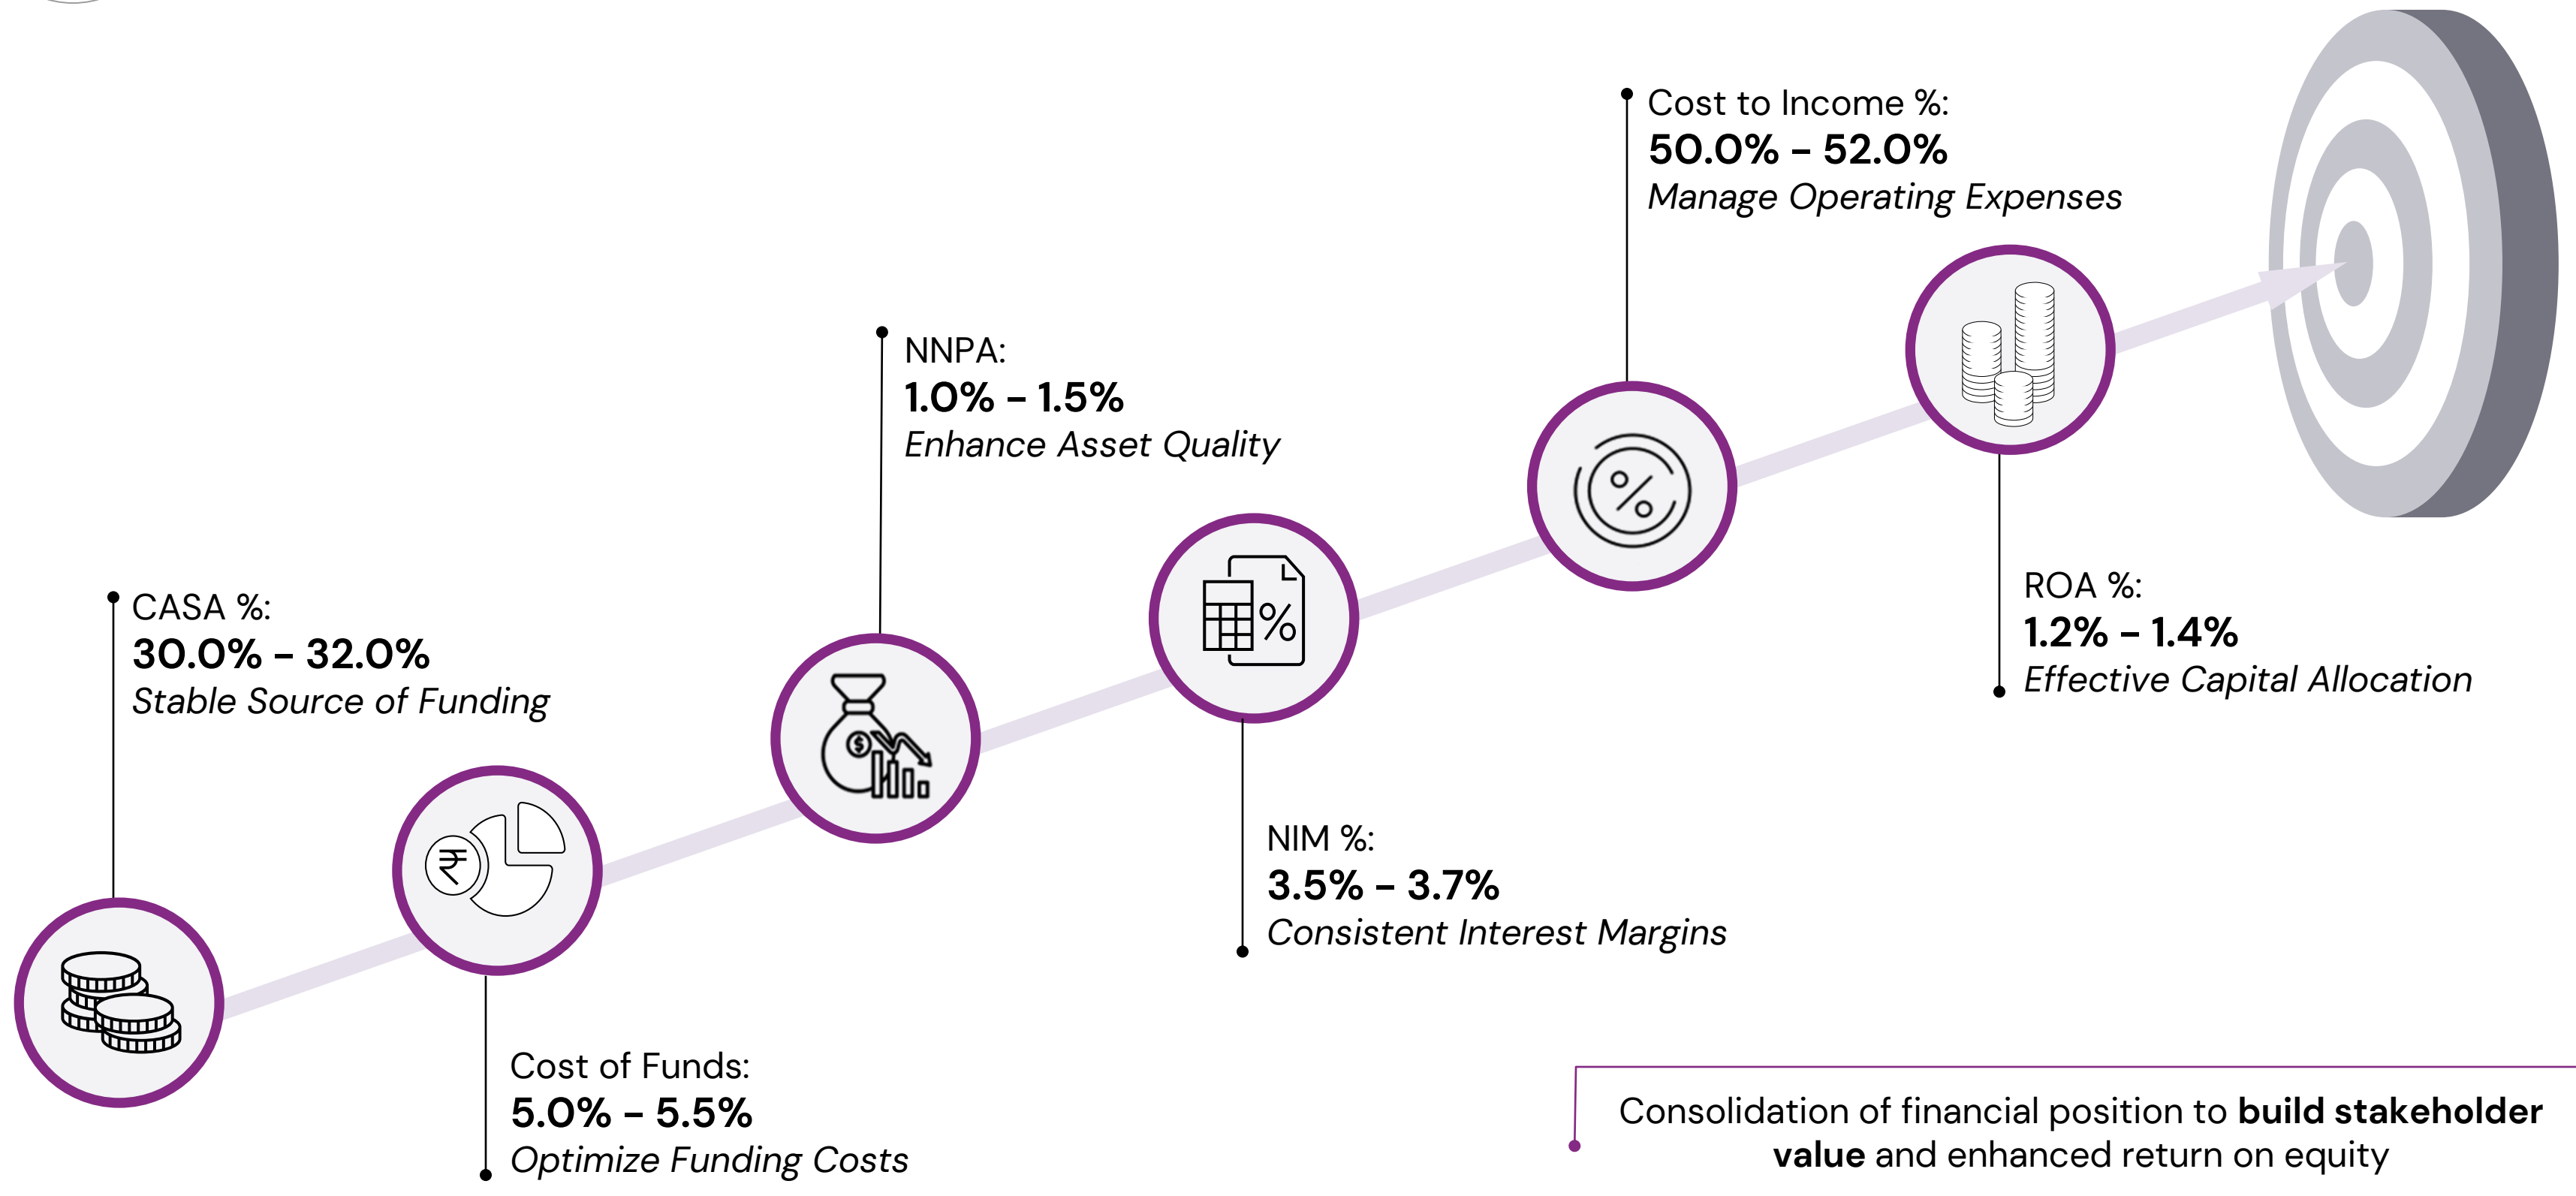 CASA %:
30.0% – 32.0%
Stable Source of Funding
Cost of Funds:
5.0% – 5.5%
Optimize Funding Costs
NNPA:
1.0% – 1.5%
Enhance Asset Quality
NIM %:
3.5% – 3.7%
Consistent Interest Margins
Cost to Income %:
50.0% – 52.0%
Manage Operating Expenses
ROA %:
1.2% – 1.4%
Effective Capital Allocation
Consolidation of financial position to build stakeholder
value and enhanced return on equity